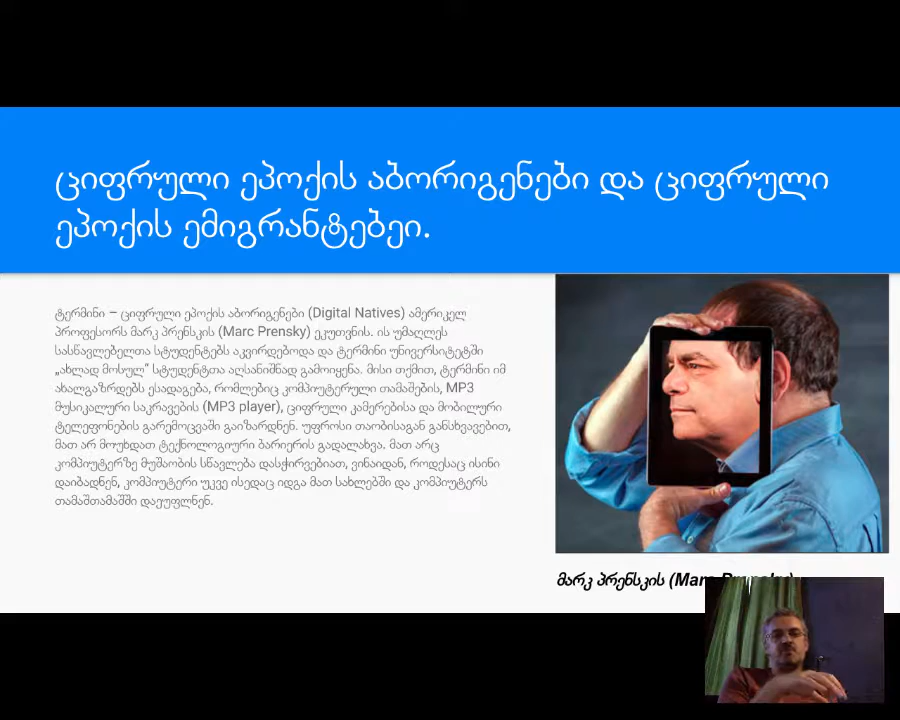 ციფრული ეპოქის აბორიგენები და ციფრული
ეპოქის ემიგრანტებეი.
ტერმინი – ციფრული ეპოქის აბორიგენები (Digital Natives) ამერიკელ
პროფესორს მარკ პრენსკის (Marc Prensky) ეკუთვნის. ის უმაღლეს
სასწავლებელთა სტუდენტებს აკვირდებოდა და ტერმინი უნივერსიტეტში
„ახლად მოსულ“ სტუდენტთა აღსანიშნად გამოიყენა. მისი თქმით, ტერმინი იმ
ახალგაზრდებს ესადაგება, რომლებიც კომპიუტერული თამაშების, MP3
მუსიკალური საკრავების (MP3 player), ციფრული კამერებისა და მობილური
ტელეფონების გარემოცვაში გაიზარდნენ. უფროსი თაობისაგან განსხვავებით,
მათ არ მოუხდათ ტექნოლოგიური ბარიერის გადალახვა. მათ არც
კომპიუტერზე მუშაობის სწავლება დასჭირვებიათ, ვინაიდან, როდესაც ისინი
დაიბადნენ, კომპიუტერი უკვე ისედაც იდგა მათ სახლებში და კომპიუტერს
თამაშთამაშში დაეუფლნენ.
მარკ პრენსკის (Marc